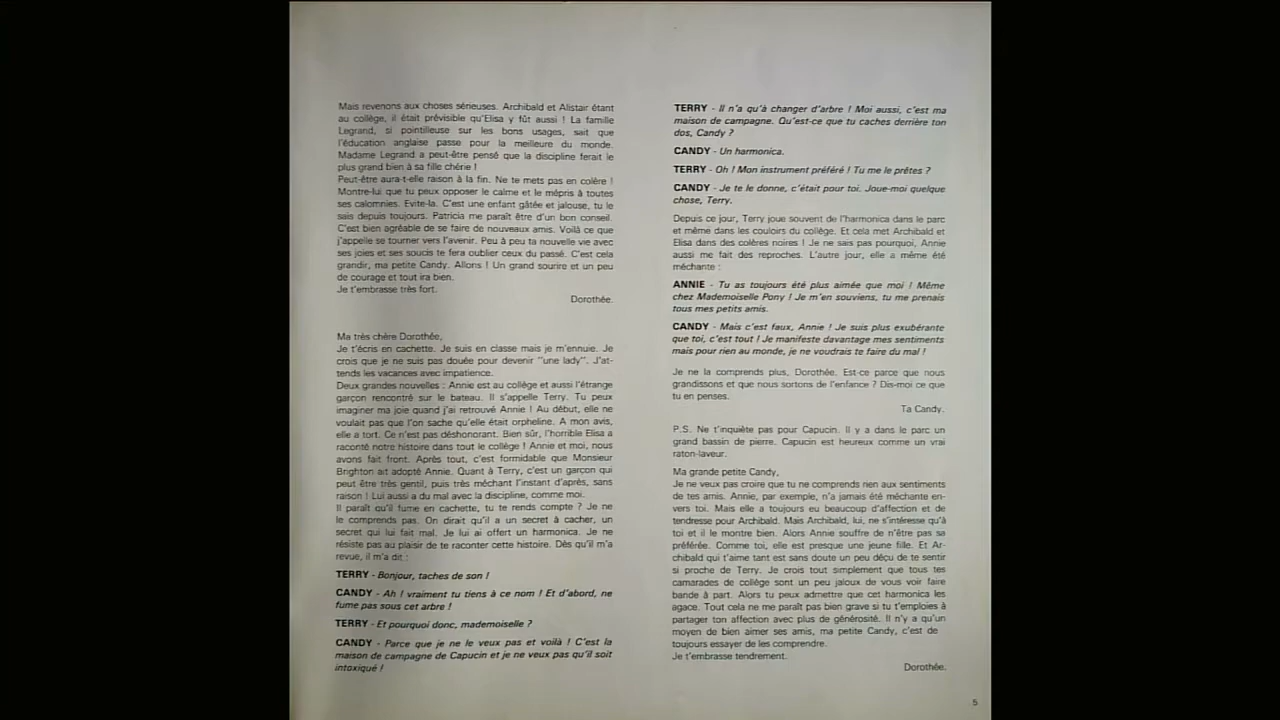 Mais revenons aux choses sérieuses. Archibald et Alistair étant
au collège, il était prévisible qu'Elisa y fût aussi ! La famille
Legrand, si pointilleuse sur les bons usages, sait que
l'éducation anglaise passe pour la meilleure du monde.
Madame Legrand a peut-être pensé que la discipline ferait le
plus grand bien à sa fille chérie !
Peut-être aura-t-elle raison à la fin. Ne te mets pas en colère !
Montre-lui que tu peux opposer le calme et le mépris à toutes
ses calomnies. Evite-la. C'est une enfant gâtée et jalouse, tu le
sais depuis toujours. Patricia me paraît être d'un bon conseil.
C'est bien agréable de se faire de nouveaux amis. Voilà ce que
j'appelle se tourner vers l'avenir. Peu à peu ta nouvelle vie avec
ses joies et ses soucis te fera oublier ceux du passé. C'est cela
grandir, ma petite Candy. Allons ! Un grand sourire et un peu
de courage et tout ira bien.
Je t'embrasse très fort.
Dorothée.
Ma très chère Dorothée,
Je t'écris en cachette. Je suis en classe mais je m'ennuie. Je
crois que je ne suis pas douée pour devenir "une lady". J'at-
tends les vacances avec impatience.
Deux grandes nouvelles : Annie est au collège et aussi l'étrange
garçon rencontré sur le bateau. Il s'appelle Terry. Tu peux
imaginer ma joie quand j'ai retrouvé Annie ! Au début, elle ne
voulait pas que l'on sache qu'elle était orpheline. A mon avis,
elle a tort. Ce n'est pas déshonorant. Bien sûr, l'horrible Elisa a
raconté notre histoire dans tout le collège ! Annie et moi, nous
avons fait front. Après tout, c'est formidable que Monsieur
Brighton ait adopté Annie. Quant à Terry, c'est un garçon qui
peut être très gentil, puis très méchant l'instant d'après, sans
raison ! Lui aussi a du mal avec la discipline, comme moi.
Il paraît qu'il fume en cachette, tu te rends compte ? Je ne
le comprends pas. On dirait qu'il a un secret à cacher, un
secret qui lui fait mal. Je lui ai offert un harmonica. Je ne
résiste pas au plaisir de te raconter cette histoire. Dès qu'il m'a
revue, il m'a dit :
TERRY - Bonjour, taches de son !
CANDY - Ah ! vraiment tu tiens à ce nom ! Et d'abord, ne
fume pas sous cet arbre !
TERRY - Et pourquoi donc, mademoiselle ?
CANDY - Parce que je ne le veux pas et voilà ! C'est la
maison de campagne de Capucin et je ne veux pas qu'il soit
intoxiqué !
TERRY - Il n'a qu'à changer d'arbre ! Moi aussi, c'est ma
maison de campagne. Qu'est-ce que tu caches derrière ton
dos, Candy ?
CANDY - Un harmonica.
TERRY - Oh ! Mon instrument préféré ! Tu me le prêtes ?
CANDY - Je te le donne, c'était pour toi. Joue-moi quelque
chose, Terry.
Depuis ce jour, Terry joue souvent de l'harmonica dans le parc
et même dans les couloirs du collège. Et cela met Archibald et
Elisa dans des colères noires ! Je ne sais pas pourquoi, Annie
aussi me fait des reproches. L'autre jour, elle a même été
méchante :
ANNIE - Tu as toujours été plus aimée que moi ! Même
chez Mademoiselle Pony ! Je m'en souviens, tu me prenais
tous mes petits amis.
CANDY - Mais c'est faux, Annie ! Je suis plus exubérante
que toi, c'est tout ! Je manifeste davantage mes sentiments
mais pour rien au monde, je ne voudrais te faire du mal !
Je ne la comprends plus, Dorothée. Est-ce parce que nous
grandissons et que nous sortons de l'enfance ? Dis-moi ce que
tu en penses.
Ta Candy.
P.S. Ne t'inquiète pas pour Capucin. Il y a dans le parc un
grand bassin de pierre. Capucin est heureux comme un vrai
raton-laveur.
Ma grande petite Candy,
Je ne veux pas croire que tu ne comprends rien aux sentiments
de tes amis. Annie, par exemple, n'a jamais été méchante en-
vers toi. Mais elle a toujours eu beaucoup d'affection et de
tendresse pour Archibald. Mais Archibald, lui, ne s'intéresse qu'à
toi et il le montre bien. Alors Annie souffre de n'être pas sa
préférée. Comme toi, elle est presque une jeune fille. Et Ar-
chibald qui t'aime tant est sans doute un peu déçu de te sentir
si proche de Terry. Je crois tout simplement que tous tes
camarades de collège sont un peu jaloux de vous voir faire
bande à part. Alors tu peux admettre que cet harmonica les
agace. Tout cela ne me paraît pas bien grave si tu t'emploies à
partager ton affection avec plus de générosité. Il n'y a qu'un
moyen de bien aimer ses amis, ma petite Candy, c'est de
toujours essayer de les comprendre.
Je t'embrasse tendrement.
Dorothée.
5